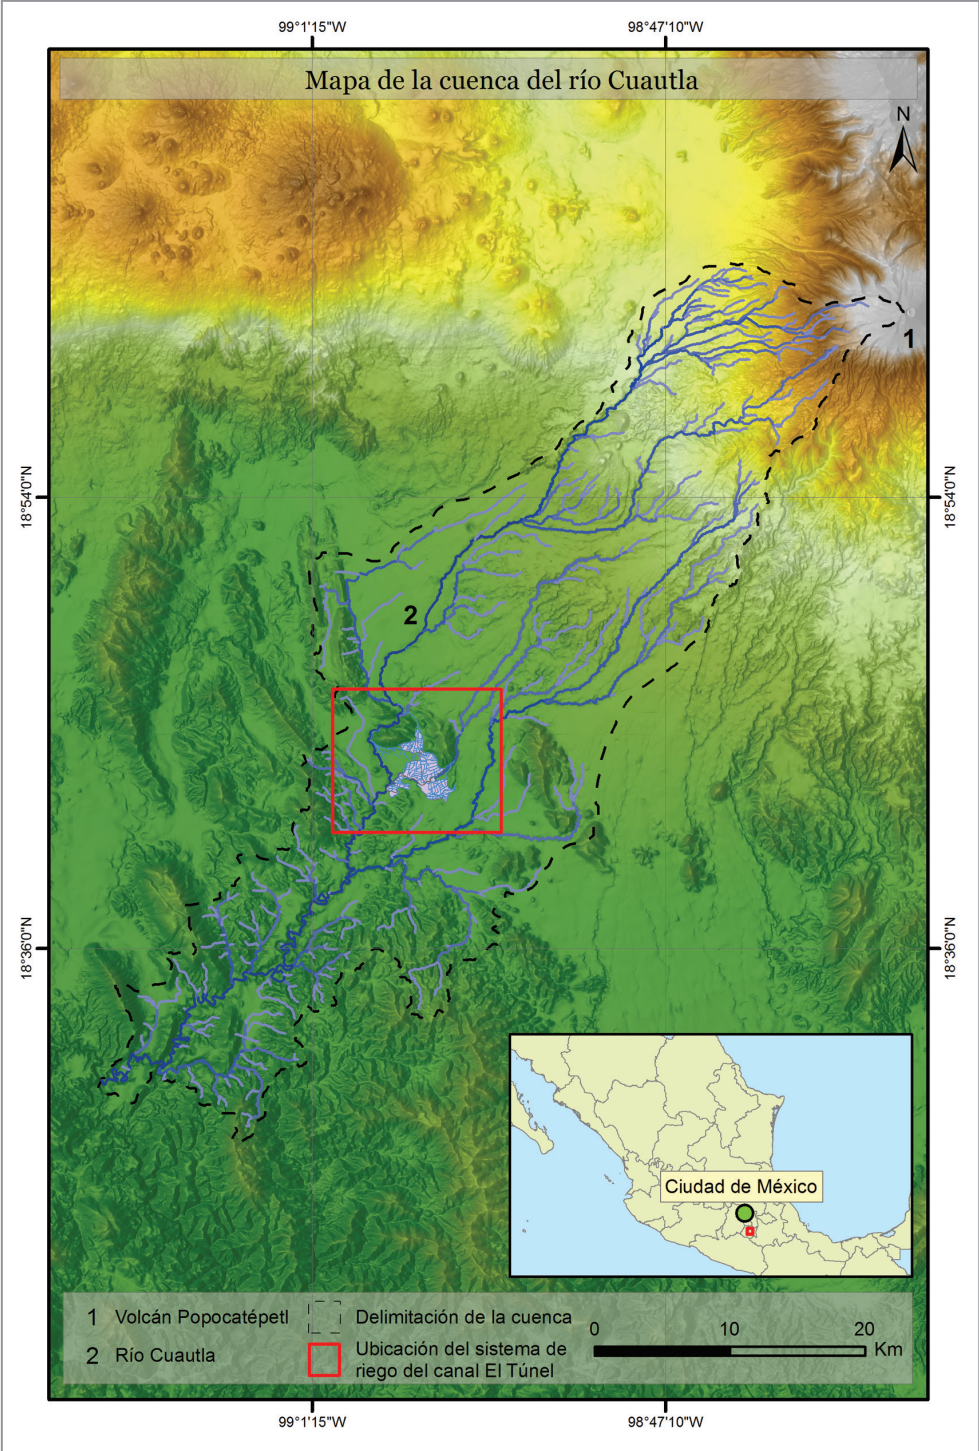 99°1'15"W
98°47'10"W
Mapa de la cuenca del río Cuautla
N
1
18°54'0"N
18°54'0"N
2
18°36'0"N
18°36'0"N
Ciudad de México
1 Volcán Popocatépetl
Delimitación de la cuenca
2 Río Cuautla
Ubicación del sistema de
riego del canal El Túnel
0 10 20
Km
99°1'15"W
98°47'10"W